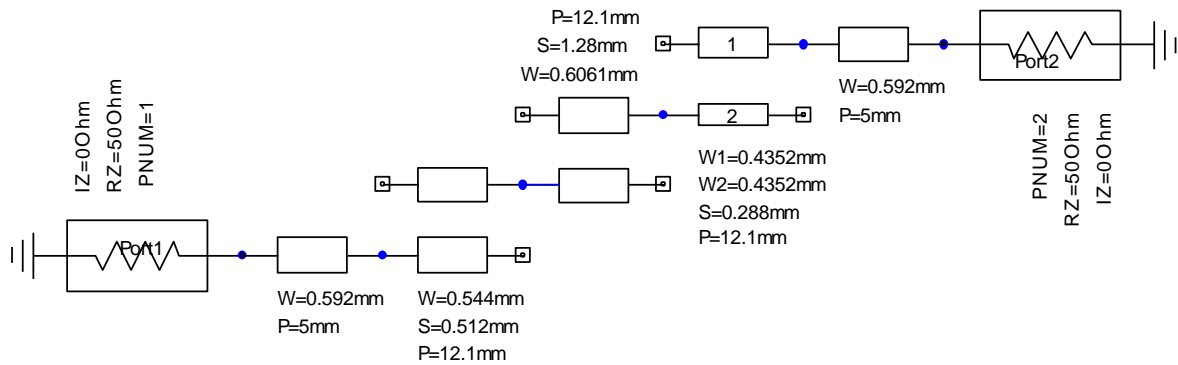 P=12.1mm
S=1.28mm
W=0.6061mm
1
Port2
W=0.592mm
P=5mm
2
IZ=0Ohm
RZ=50Ohm
PNUM=1
PNUM=2
RZ=50Ohm
IZ=0Ohm
W1=0.4352mm
W2=0.4352mm
S=0.288mm
P=12.1mm
Port1
W=0.592mm
P=5mm
W=0.544mm
S=0.512mm
P=12.1mm